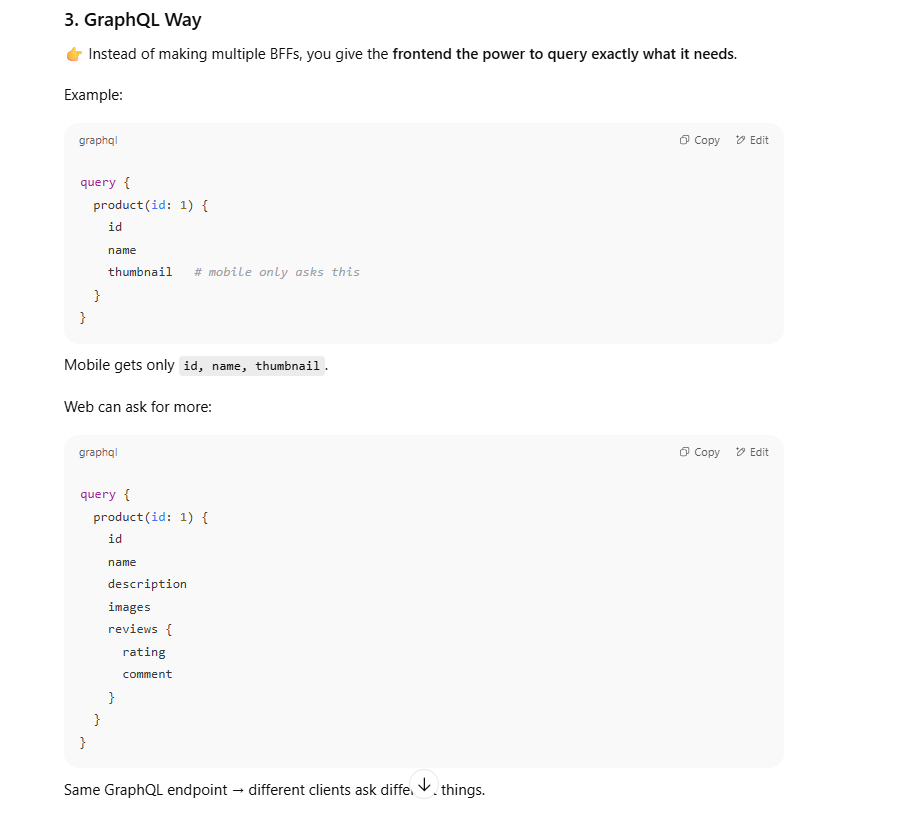 3. GraphQL Way
👉 Instead of making multiple BFFs, you give the frontend the power to query exactly what it needs.
Example:
graphql
Copy Edit
query {
  product(id: 1) {
    id
    name
    thumbnail   # mobile only asks this
  }
}
Mobile gets only id, name, thumbnail.
Web can ask for more:
graphql
Copy Edit
query {
  product(id: 1) {
    id
    name
    description
    images
    reviews {
      rating
      comment
    }
  }
}
Same GraphQL endpoint → different clients ask things.